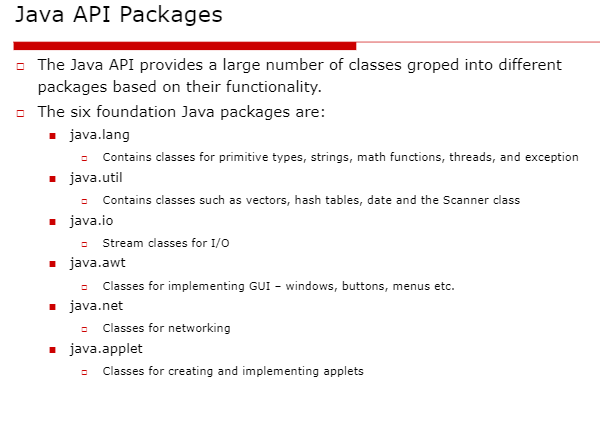 Java API Packages
The Java API provides a large number of classes groped into different
packages based on their functionality.
The six foundation Java packages are:
java.lang
Contains classes for primitive types, strings, math functions, threads, and exception
java.util
Contains classes such as vectors, hash tables, date and the Scanner class
java.io
Stream classes for I/O
java.awt
Classes for implementing GUI – windows, buttons, menus etc.
java.net
Classes for networking
java.applet
Classes for creating and implementing applets